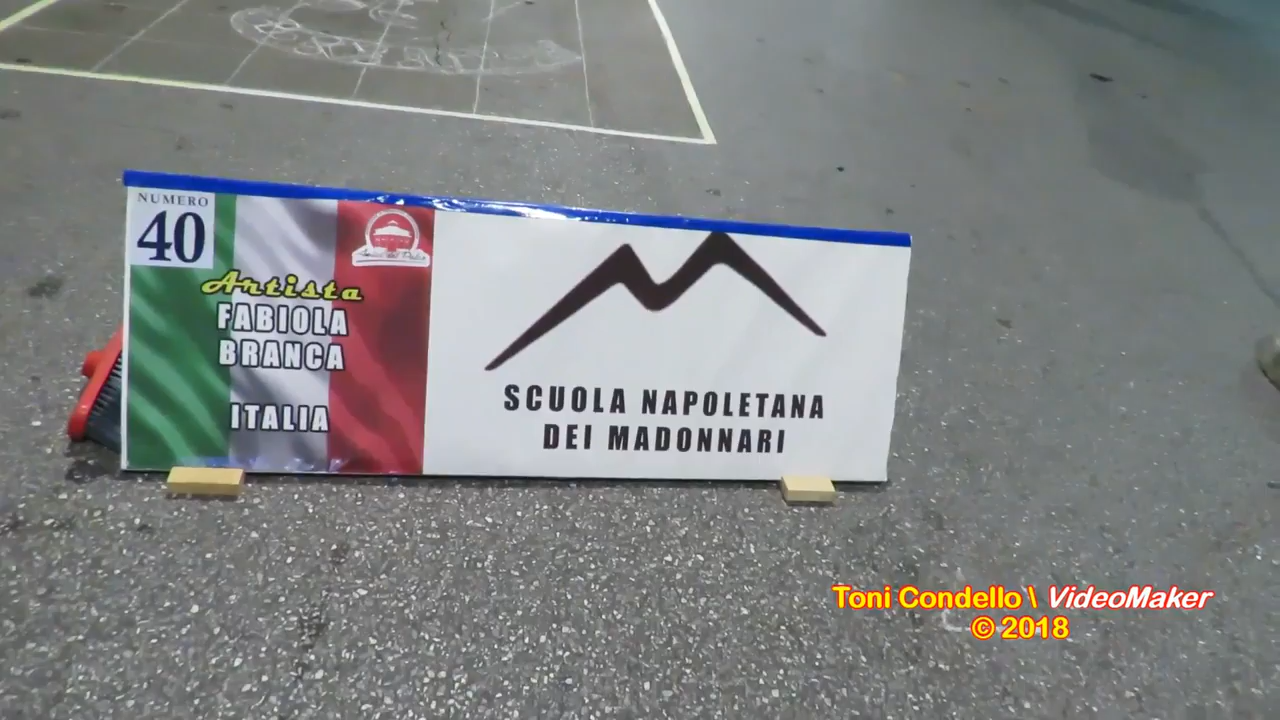 NUMERO
40
Artista
FABIOLA
BRANCA
ITALIA
SCUOLA NAPOLETANA
DEI MADONNARI
Toni Condello \ VideoMaker
© 2018